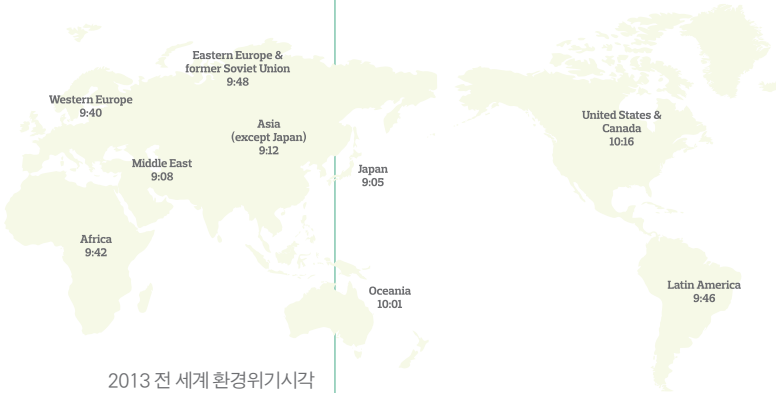 Eastern Europe &
former Soviet Union
9:48
Western Europe
9:40
Asia
(except Japan)
9:12
United States &
Canada
10:16
Middle East
9:08
Japan
9:05
Africa
9:42
Oceania
10:01
Latin America
9:46
2013 전 세계 환경위기시각